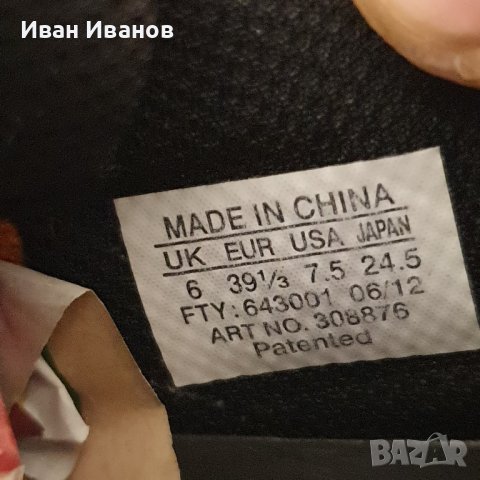 Иван Иванов
MADE IN CHINA
UK EUR USA JAPAN
6 39⅓ 7.5 24.5
FTY: 643001 06/12
ART NO. 308876
Patented
BAZAR